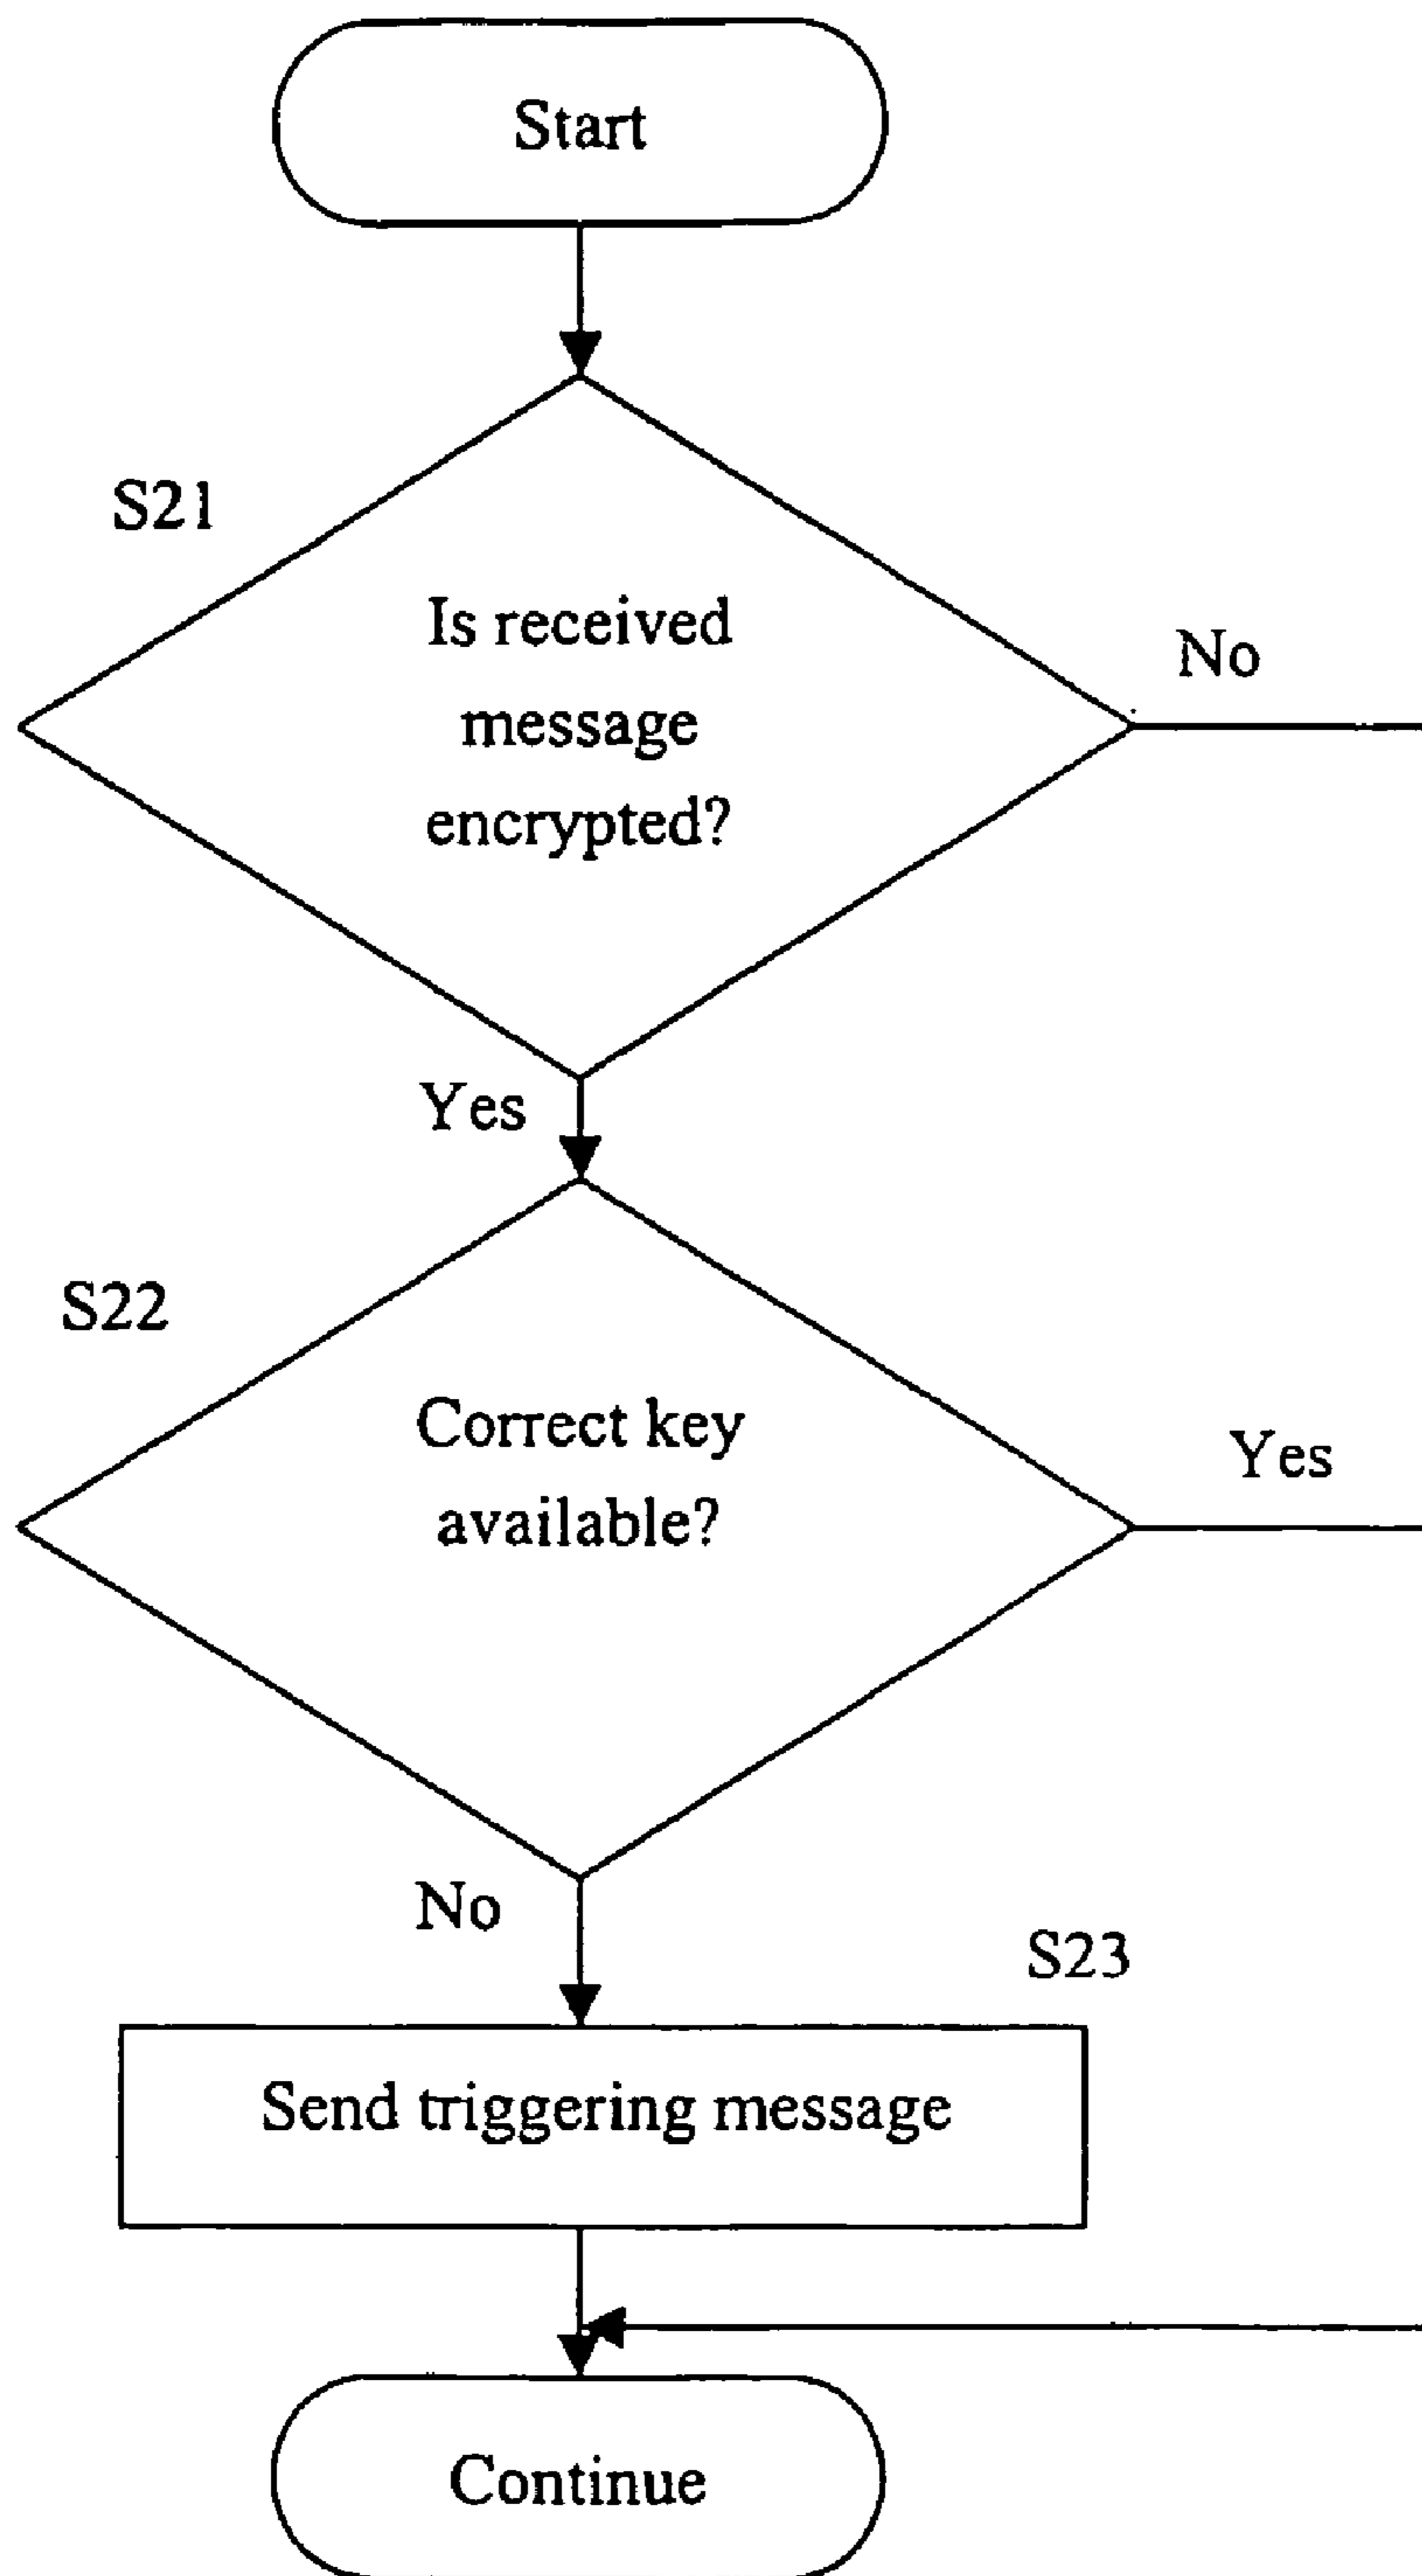 Start
S21
Is received
message
encrypted?
No
Yes
S22
Correct key
available?
Yes
No
S23
Send triggering message
Continue